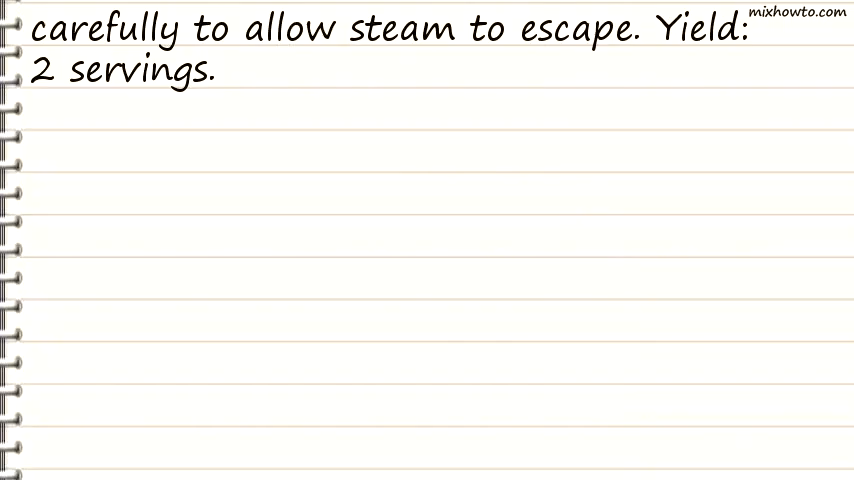 mixhowto.com
carefully to allow steam to escape. Yield:
2 servings.